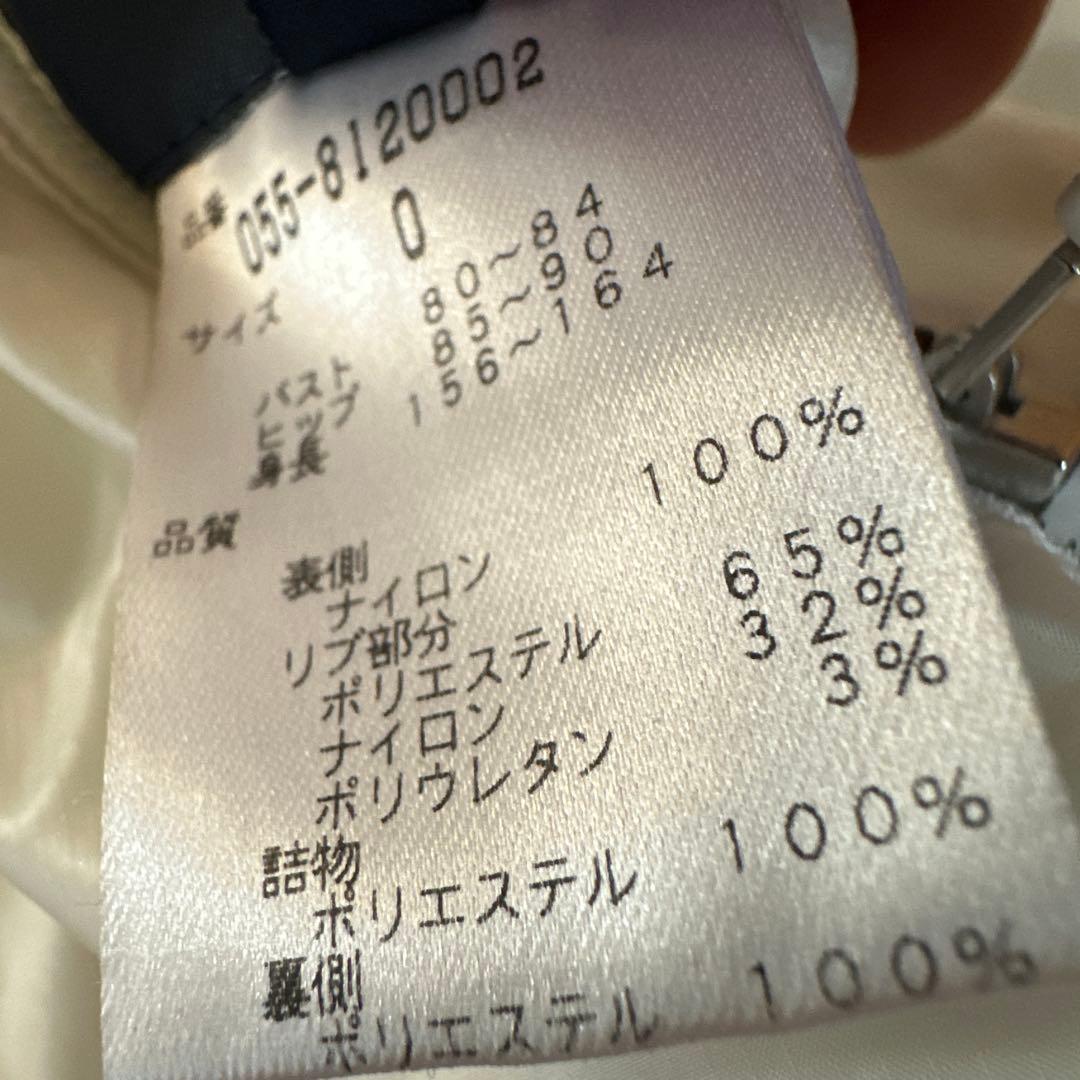 品番 055-8120002
サイズ 0
バスト 80～84
ヒップ 85～90
身長 156～164
品質
表側
ナイロン 100%
リブ部分
ポリエステル 65%
ナイロン 32%
ポリウレタン 3%
詰物
ポリエステル 100%
裏側
ポリエステル 100%